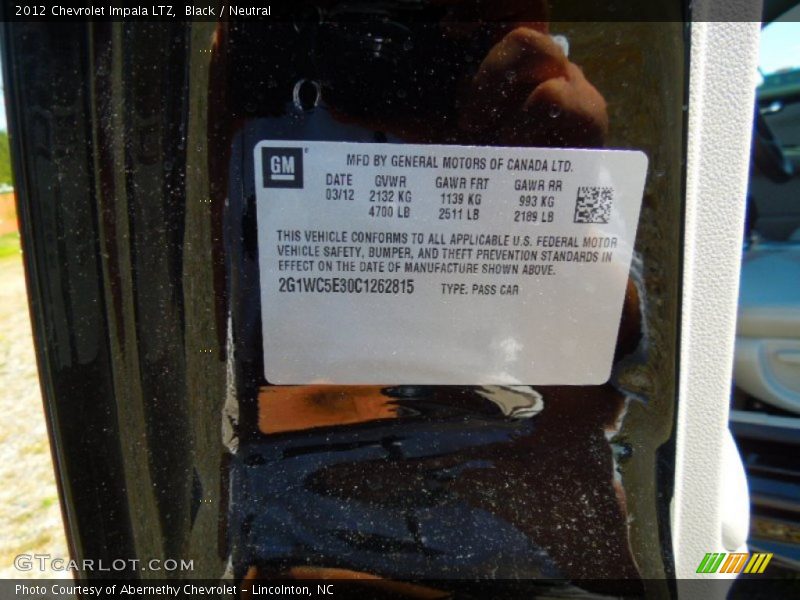 2012 Chevrolet Impala LTZ, Black / Neutral
GM
MFD BY GENERAL MOTORS OF CANADA LTD.
DATE GVWR GAWR FRT GAWR RR
03/12 2132 KG 1139 KG 993 KG
4700 LB 2511 LB 2189 LB
THIS VEHICLE CONFORMS TO ALL APPLICABLE U.S. FEDERAL MOTOR
VEHICLE SAFETY, BUMPER, AND THEFT PREVENTION STANDARDS IN
EFFECT ON THE DATE OF MANUFACTURE SHOWN ABOVE.
2G1WC5E30C1262815 TYPE: PASS CAR
GTCARLOT.COM
Photo Courtesy of Abernethy Chevrolet - Lincolnton, NC